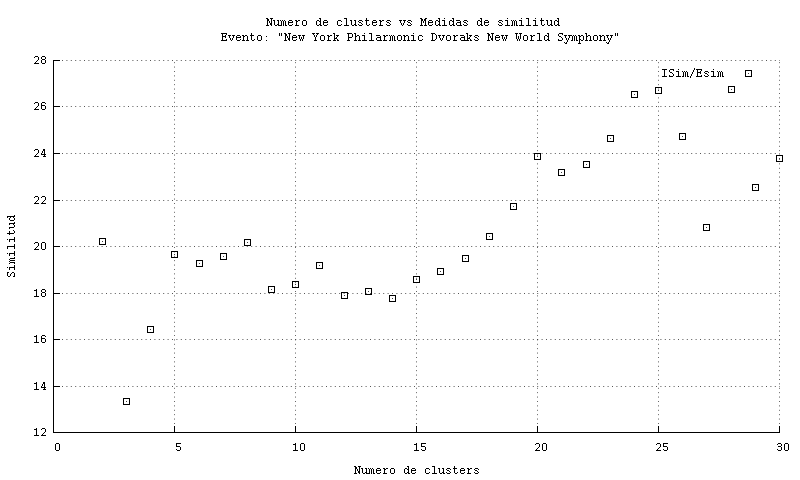 Numero de clusters vs Medidas de similitud
Evento: "New York Philarmonic Dvoraks New World Symphony"
28
ISim/Esim
26
24
22
20
18
16
14
12
Similitud
0 5 10 15 20 25 30
Numero de clusters